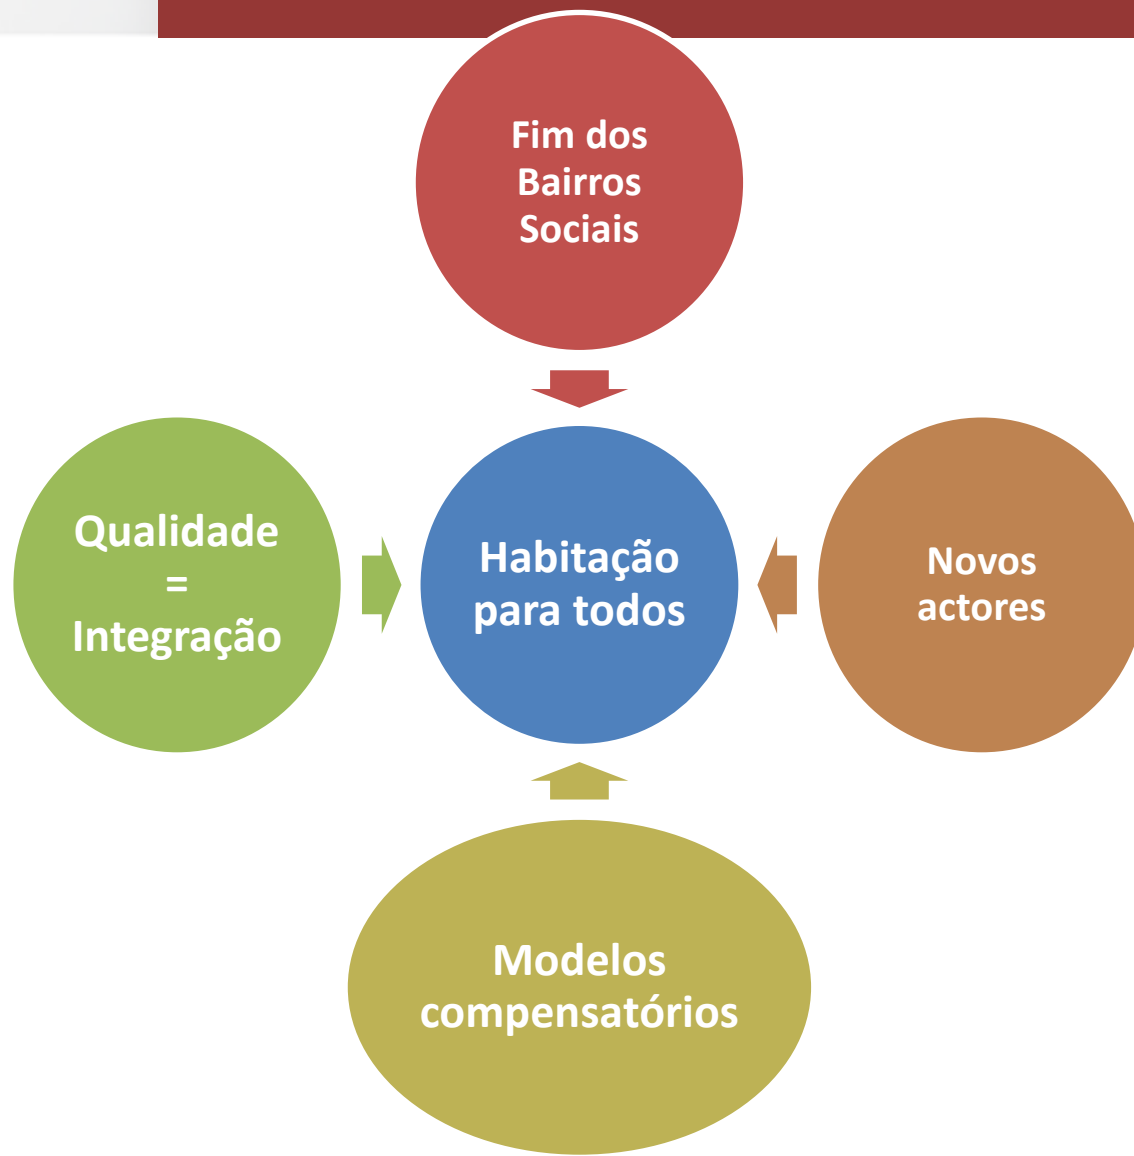 Fim dos
Bairros
Sociais
Qualidade
=
Integração
Habitação
para todos
Novos
actores
Modelos
compensatórios